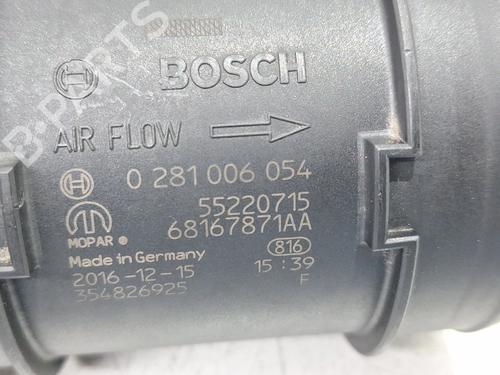 B-PARTS
BOSCH
AIR FLOW
0 281 006 054
55220715
MOPAR ® 68167871AA
Made in Germany 816
2016-12-15 15:39
354826925 F